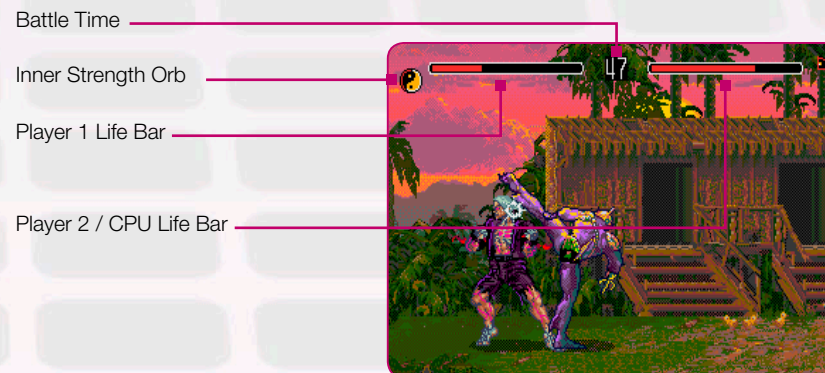 Battle Time
47
Inner Strength Orb
Player 1 Life Bar
Player 2 / CPU Life Bar